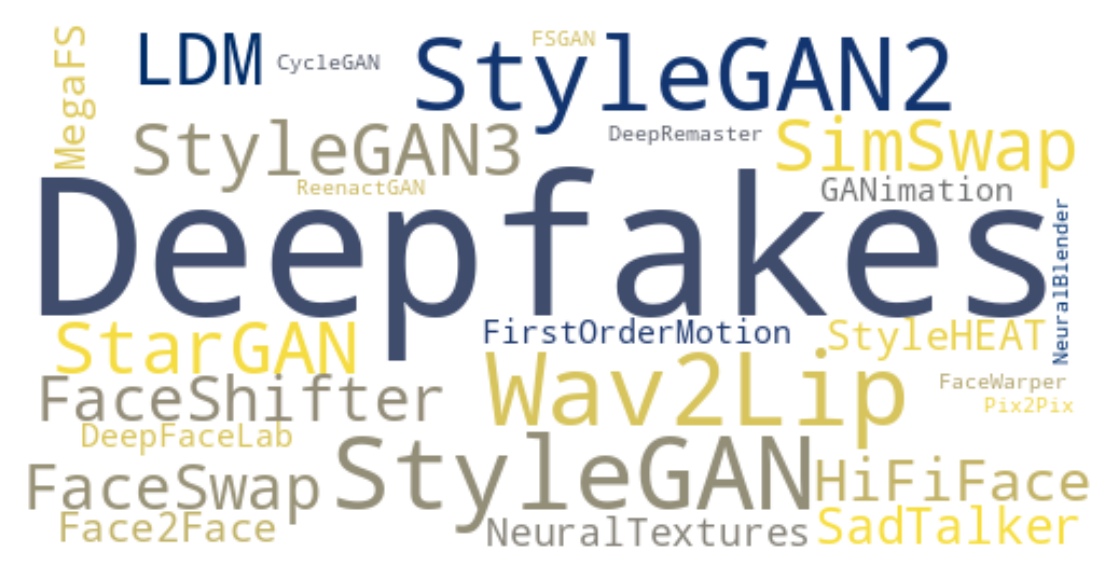 MegaFS
LDM
CycleGAN
StyleGAN2
FSGAN
StyleGAN3
DeepRemaster
SimSwap
ReenactGAN
GANimation
Deepfakes
NeuralBlender
StarGAN
FirstOrderMotion
StyleHEAT
FaceShifter
Wav2Lip
FaceWarper
Pix2Pix
DeepFaceLab
FaceSwap
StyleGAN
HiFiFace
Face2Face
NeuralTextures
SadTalker